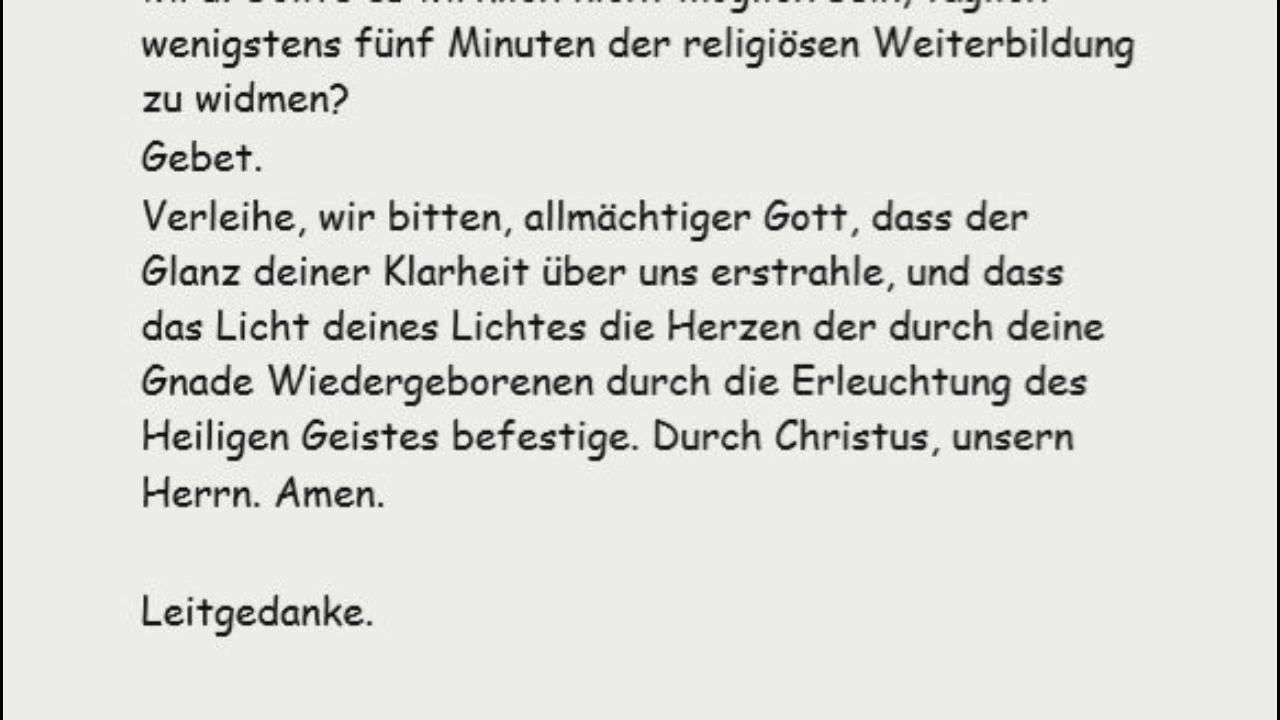 wenigstens fünf Minuten der religiösen Weiterbildung
zu widmen?
Gebet.
Verleihe, wir bitten, allmächtiger Gott, dass der
Glanz deiner Klarheit über uns erstrahle, und dass
das Licht deines Lichtes die Herzen der durch deine
Gnade Wiedergeborenen durch die Erleuchtung des
Heiligen Geistes befestige. Durch Christus, unsern
Herrn. Amen.
Leitgedanke.